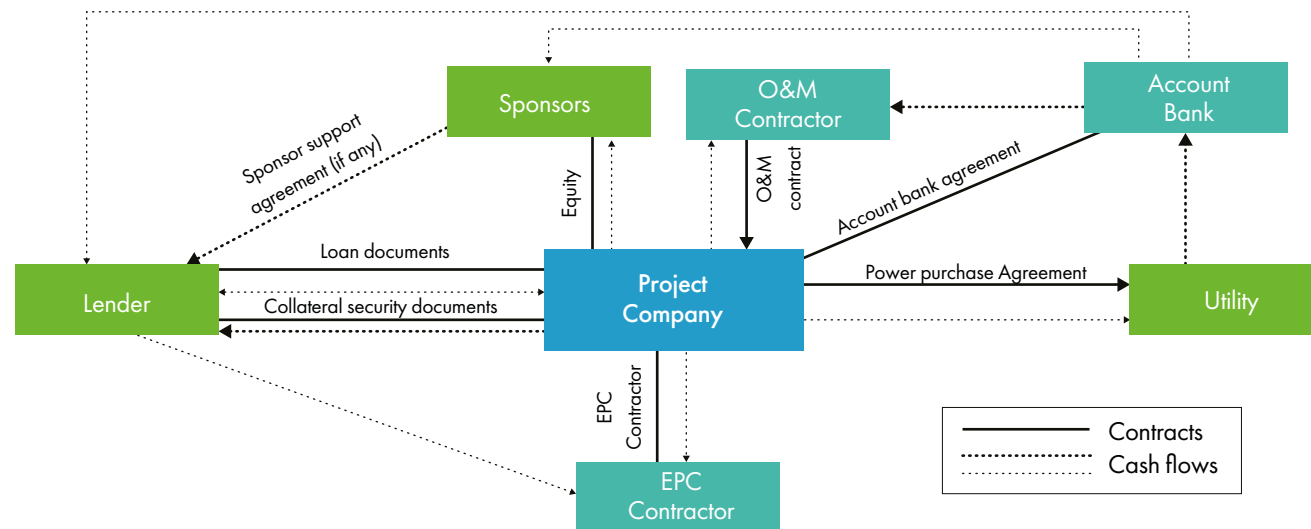 Sponsors
O&M
Contractor
Account
Bank
Sponsor support
agreement (if any)
Equity
O&M
contract
Account bank agreement
Loan documents
Lender
Collateral security documents
Project
Company
Power purchase Agreement
Utility
EPC
Contractor
EPC
Contractor
Contracts
Cash flows